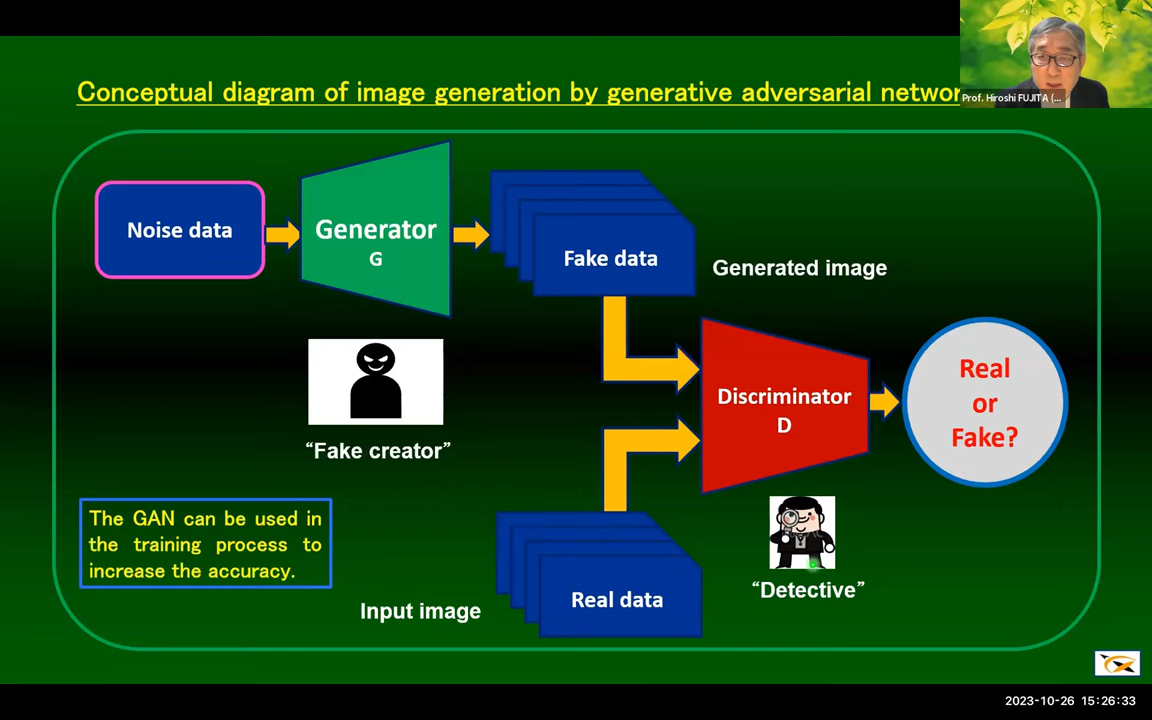 Conceptual diagram of image generation by generative adversarial networ
Prof. Hiroshi FUJITA (...
Noise data
Generator
G
Fake data
Generated image
Discriminator
D
Real
or
Fake?
“Fake creator”
The GAN can be used in
the training process to
increase the accuracy.
“Detective”
Input image
Real data
2023-10-26 15:26:33